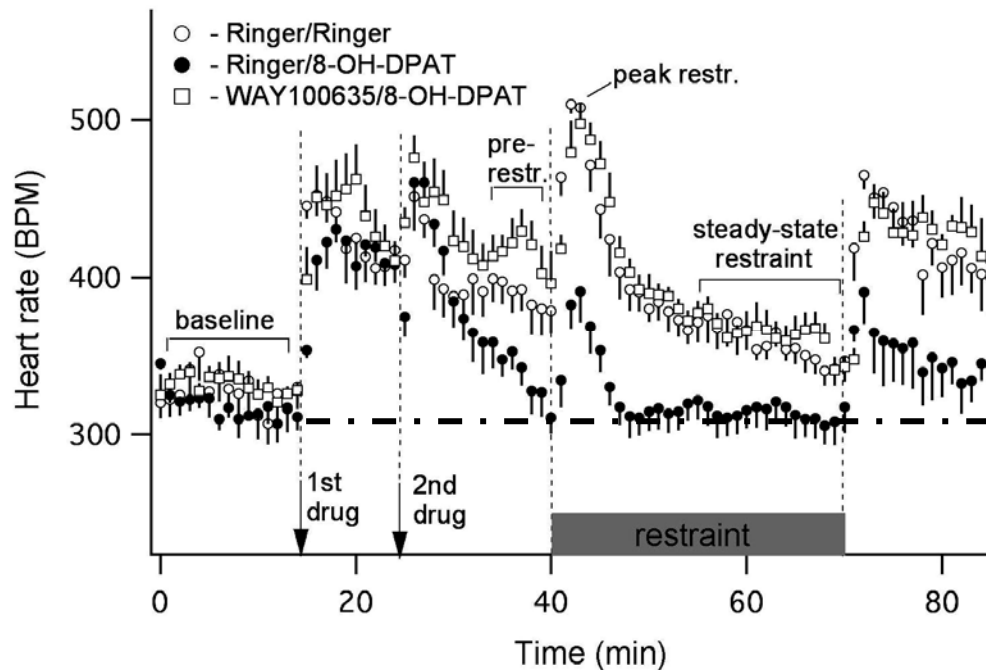 - Ringer/Ringer
- Ringer/8-OH-DPAT
- WAY100635/8-OH-DPAT
peak restr.
pre-
restr.
steady-state
restraint
baseline
1st
drug
2nd
drug
restraint
Heart rate (BPM)
500
400
300
0
20
40
60
80
Time (min)